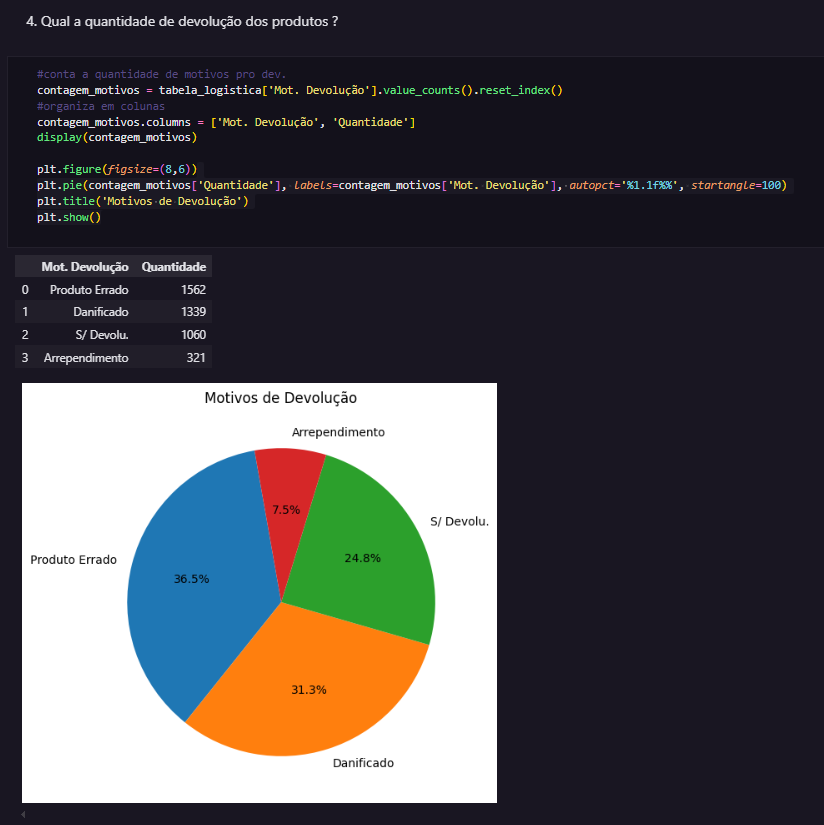 4. Qual a quantidade de devolução dos produtos ?
#conta a quantidade de motivos pro dev.
contagem_motivos = tabela_logistica['Mot. Devolução'].value_counts().reset_index()
#organiza em colunas
contagem_motivos.columns = ['Mot. Devolução', 'Quantidade']
display(contagem_motivos)
plt.figure(figsize=(8,6))
plt.pie(contagem_motivos['Quantidade'], labels=contagem_motivos['Mot. Devolução'], autopct='%1.1f%%', startangle=100)
plt.title('Motivos de Devolução')
plt.show()
Mot. Devolução Quantidade
0 Produto Errado 1562
1 Danificado 1339
2 S/ Devolu. 1060
3 Arrependimento 321
Motivos de Devolução
Arrependimento
7.5%
S/ Devolu.
24.8%
Produto Errado
36.5%
31.3%
Danificado